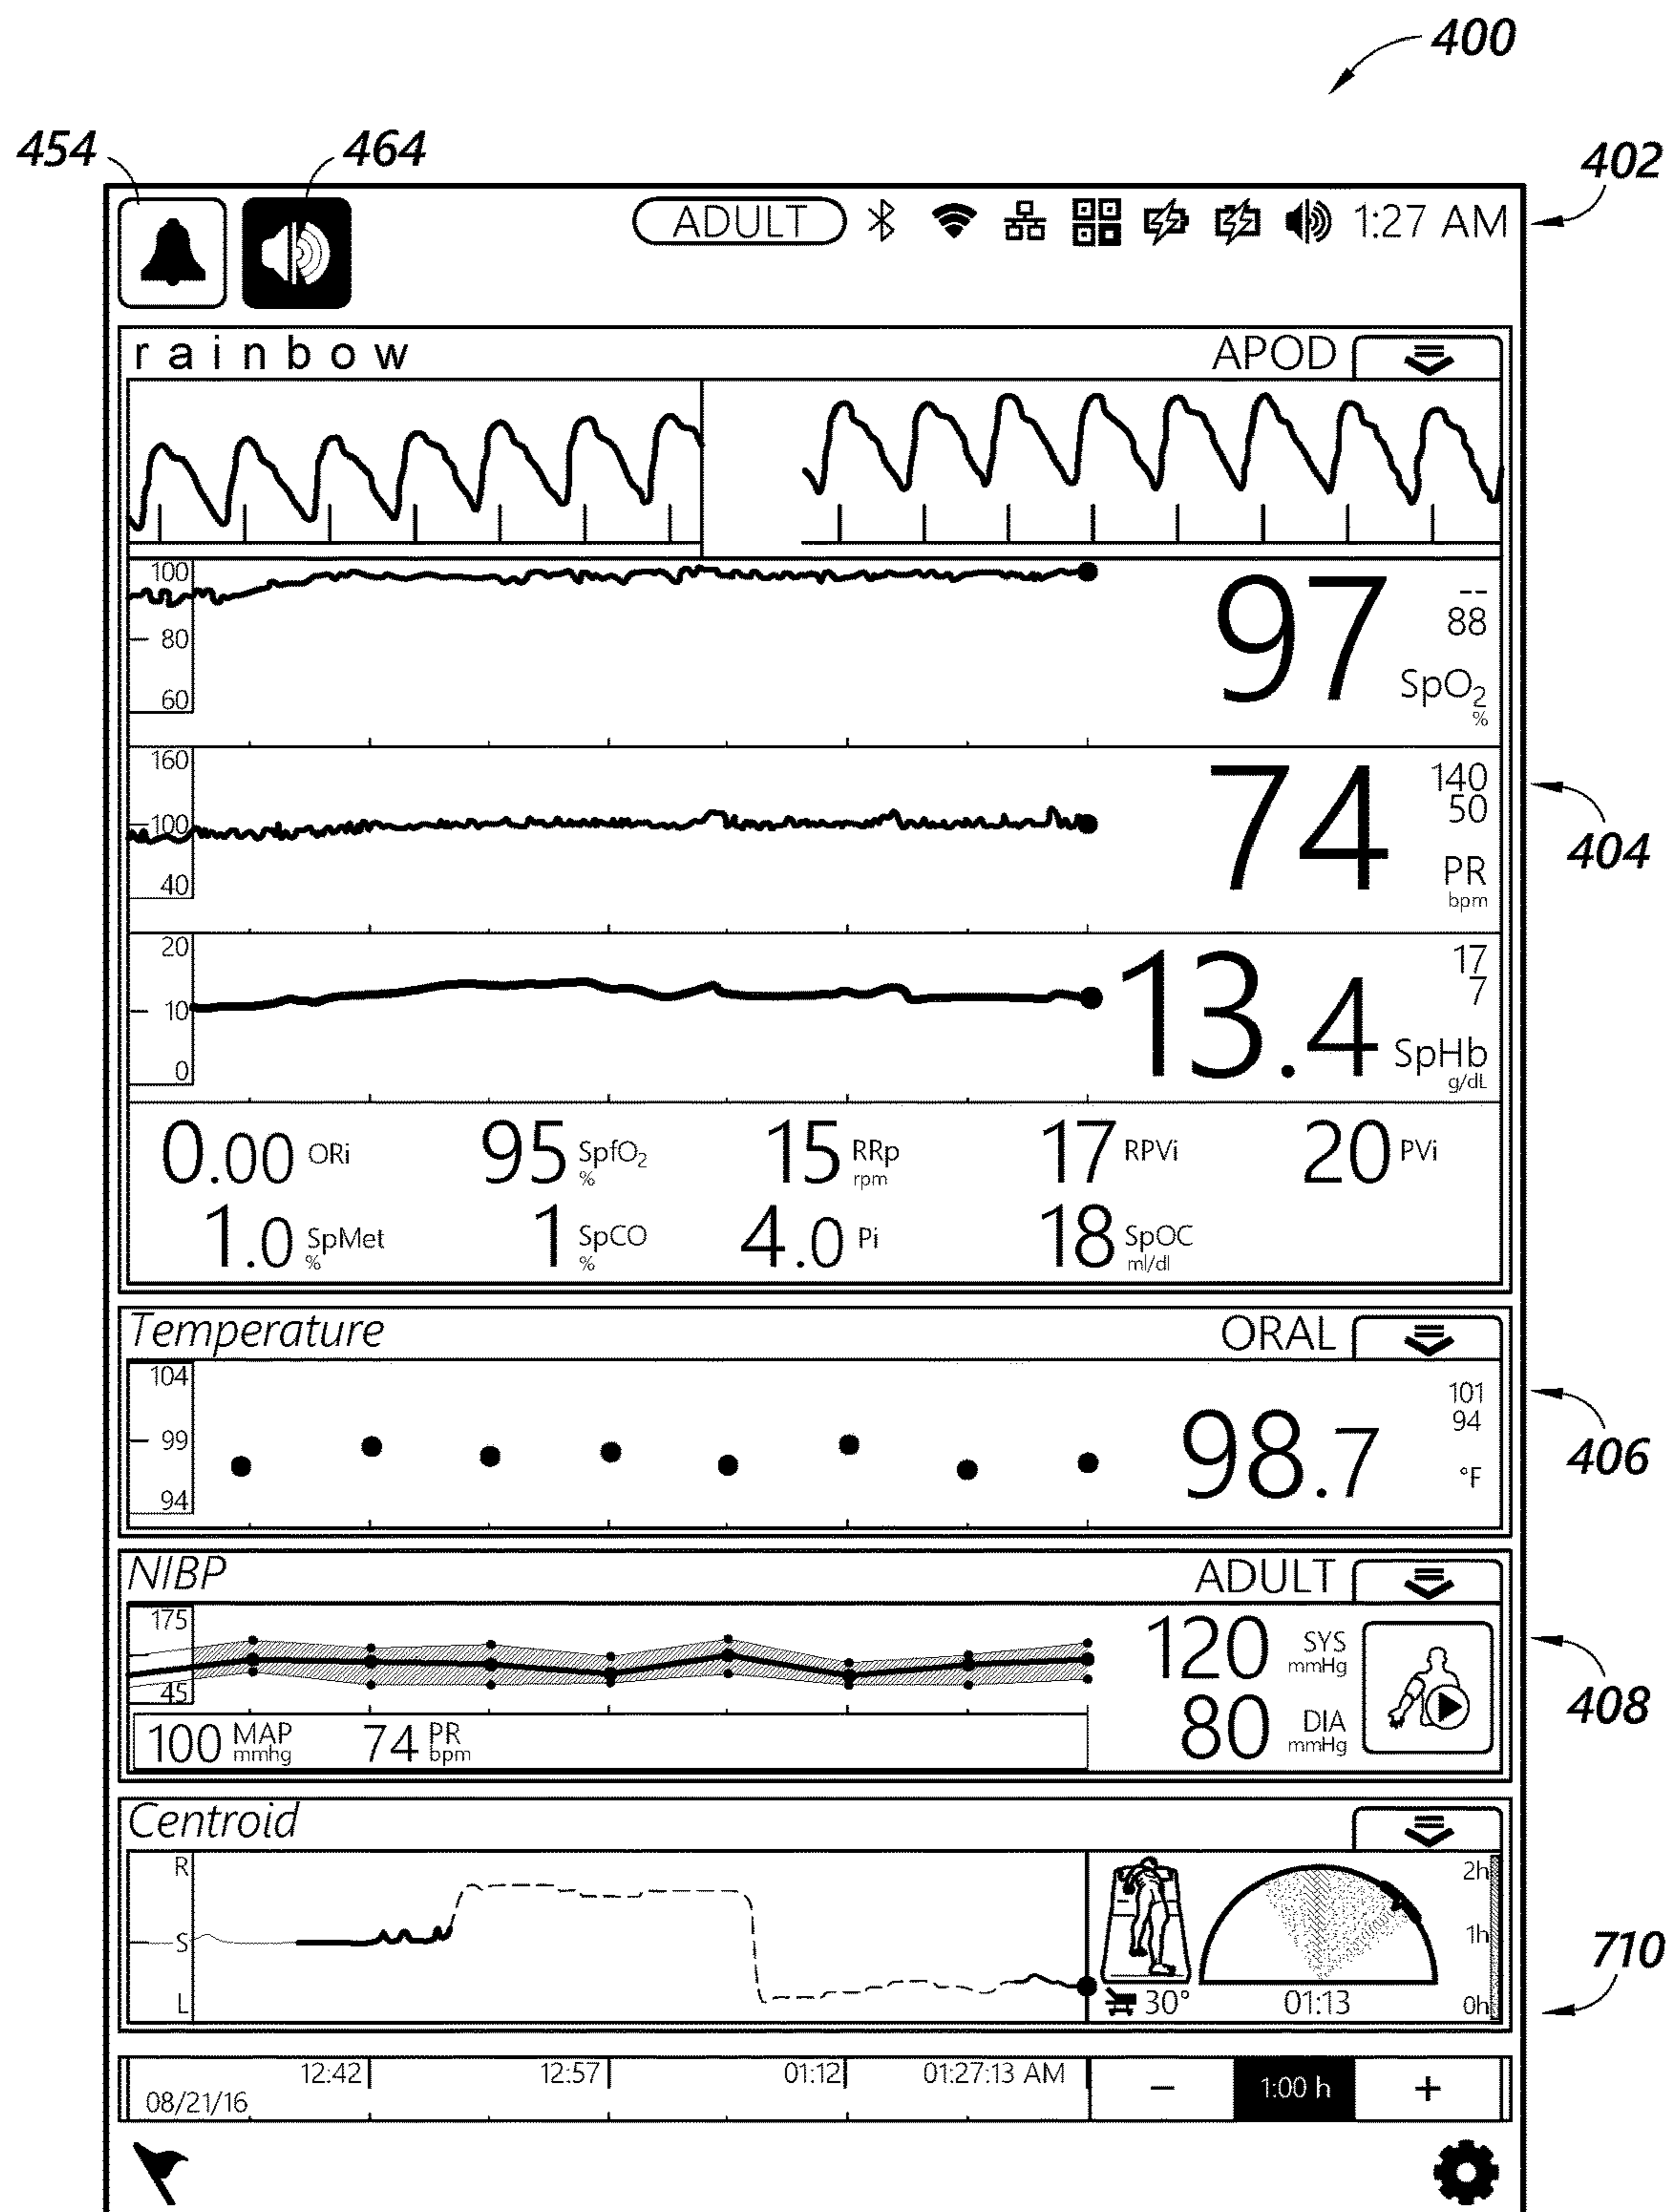 400
454
464
402
ADULT
1:27 AM
rainbow
APOD
100
80
60
97
--
88
SpO₂
%
160
100
40
74
140
50
PR
bpm
404
20
10
0
13.4
17
7
SpHb
g/dL
0.00 ORi
95 SpfO₂ %
15 RRp rpm
17 RPVi
20 PVi
1.0 SpMet %
1 SpCO %
4.0 Pi
18 SpOC ml/dl
Temperature
ORAL
104
99
94
98.7
101
94
°F
406
NIBP
ADULT
175
45
120 SYS mmHg
80 DIA mmHg
100 MAP mmhg
74 PR bpm
408
Centroid
R
S
L
30°
01:13
2h
1h
0h
710
12:42
12:57
01:12
01:27:13 AM
08/21/16
−
1:00 h
+